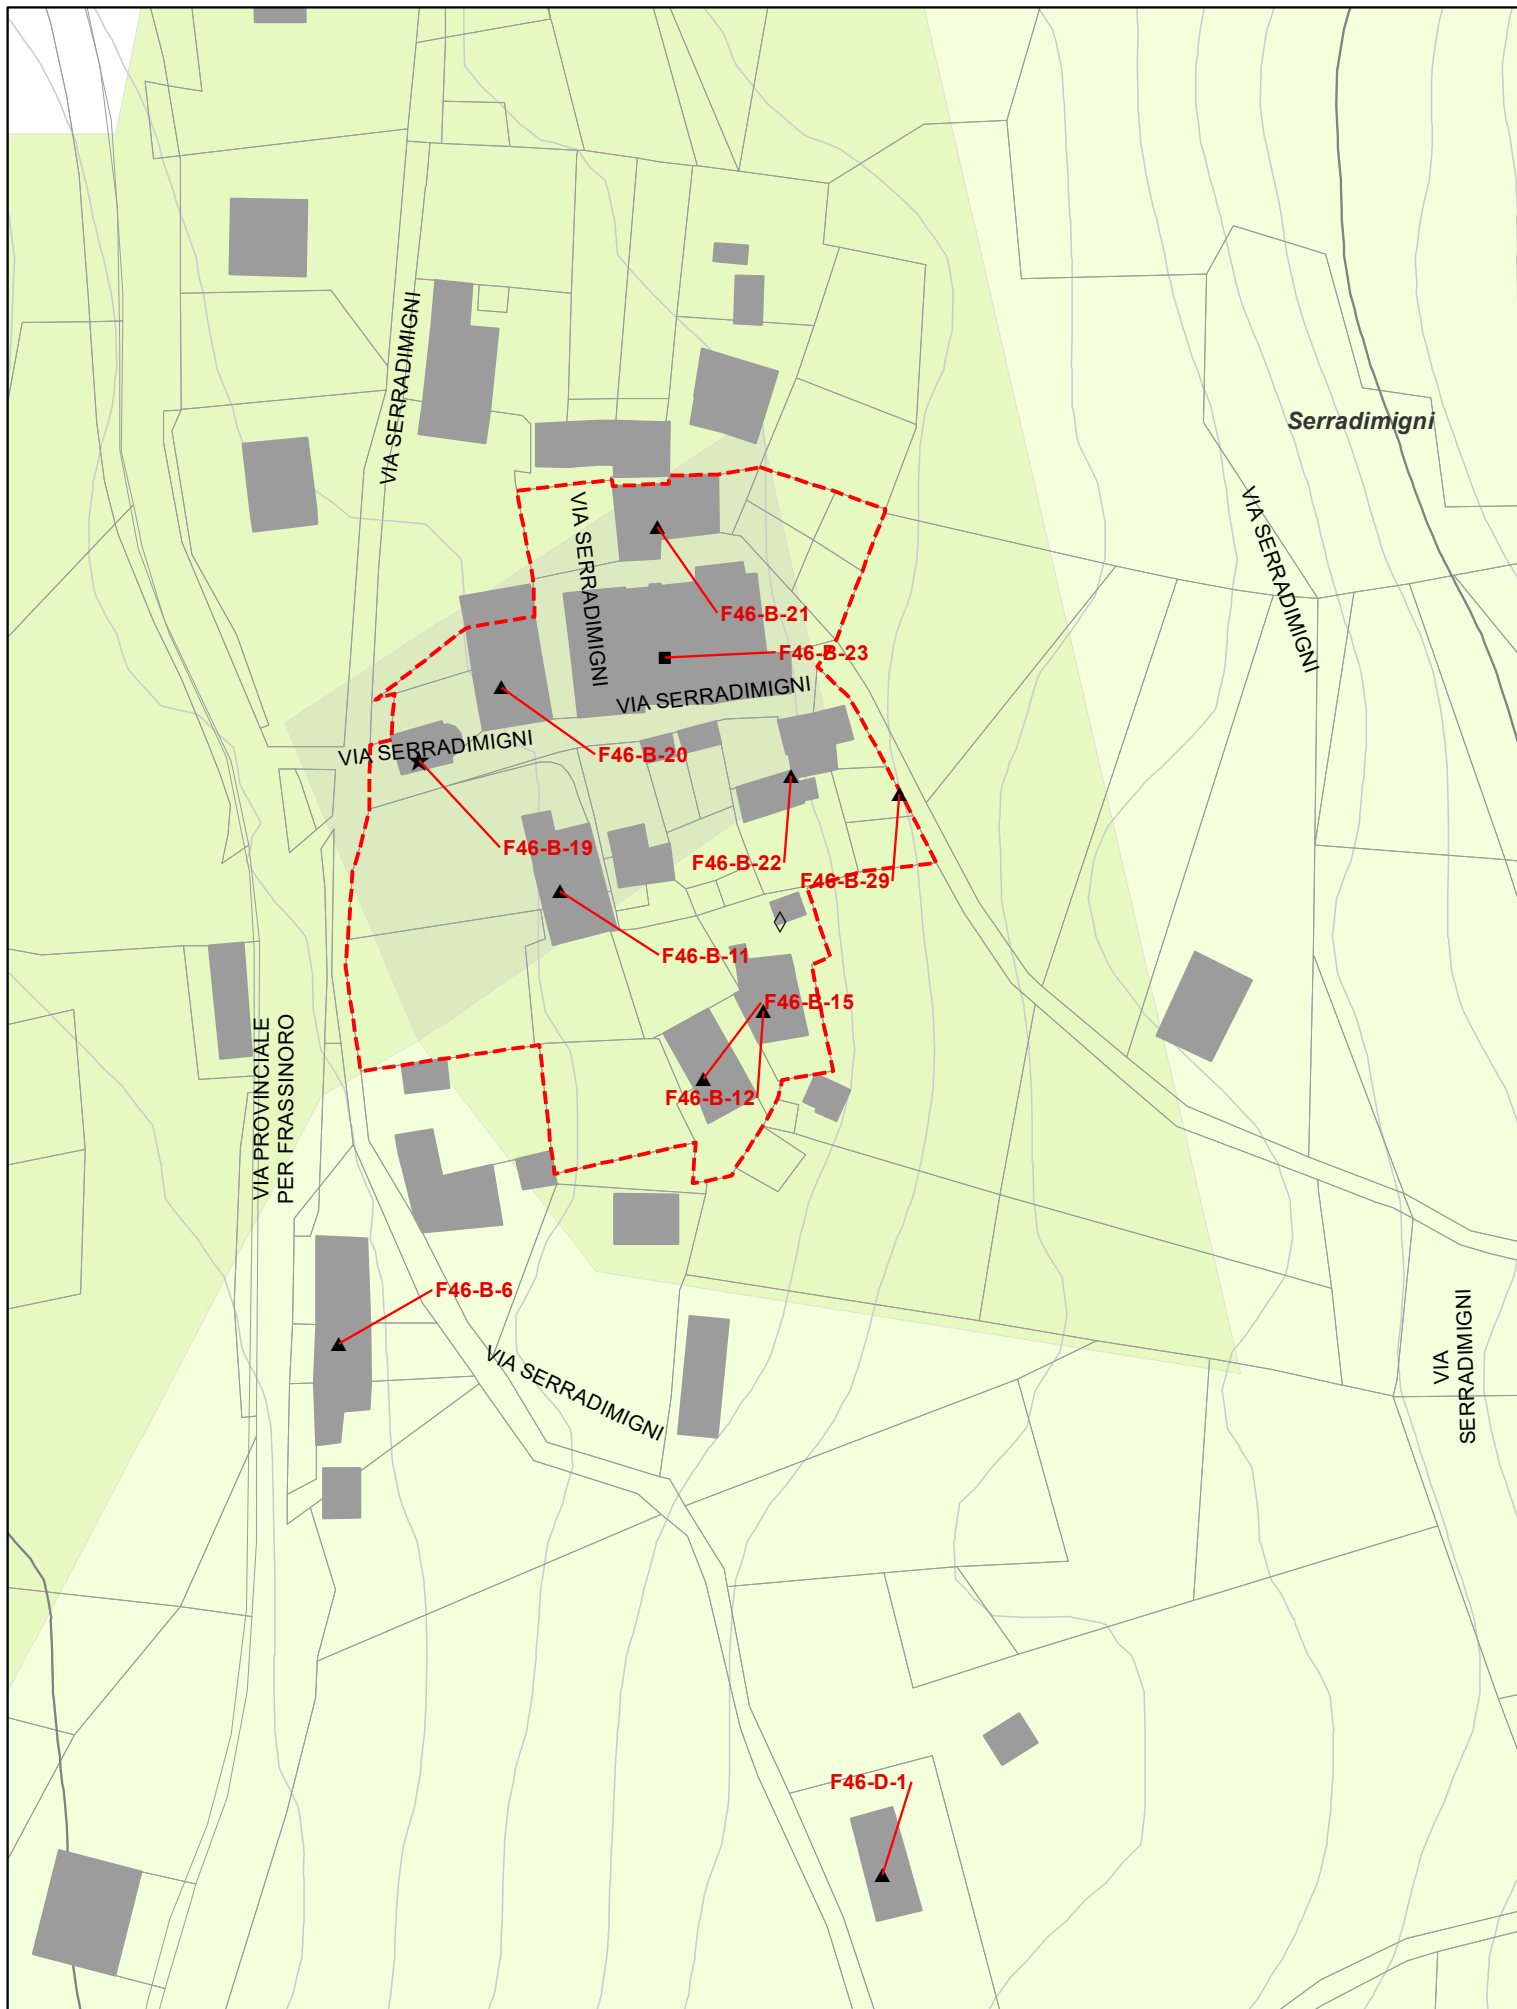 VIA SERRADIMIGNI
Serradimigni
VIA SERRADIMIGNI
VIA SERRADIMIGNI
F46-B-21
F46-B-23
VIA SERRADIMIGNI
VIA SERRADIMIGNI
F46-B-20
F46-B-19
F46-B-22
F46-B-29
F46-B-11
F46-B-15
F46-B-12
VIA PROVINCIALE
PER FRASSINORO
F46-B-6
VIA SERRADIMIGNI
VIA
SERRADIMIGNI
F46-D-1